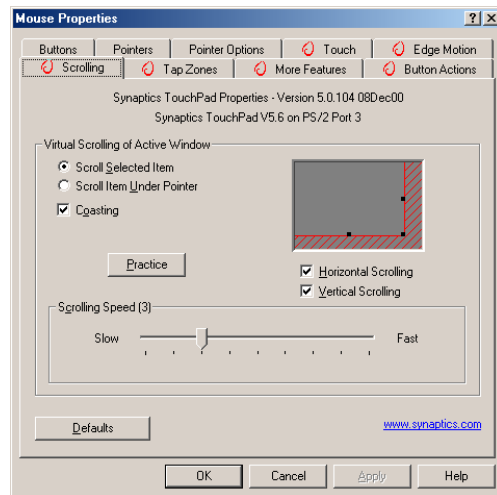 Mouse Properties
Buttons Pointers Pointer Options Touch Edge Motion
Scrolling Tap Zones More Features Button Actions
Synaptics TouchPad Properties - Version 5.0.104 08Dec00
Synaptics TouchPad V5.6 on PS/2 Port 3
Virtual Scrolling of Active Window
Scroll Selected Item
Scroll Item Under Pointer
Coasting
Practice
Horizontal Scrolling
Vertical Scrolling
Scrolling Speed (3)
Slow Fast
Defaults
www.synaptics.com
OK Cancel Apply Help